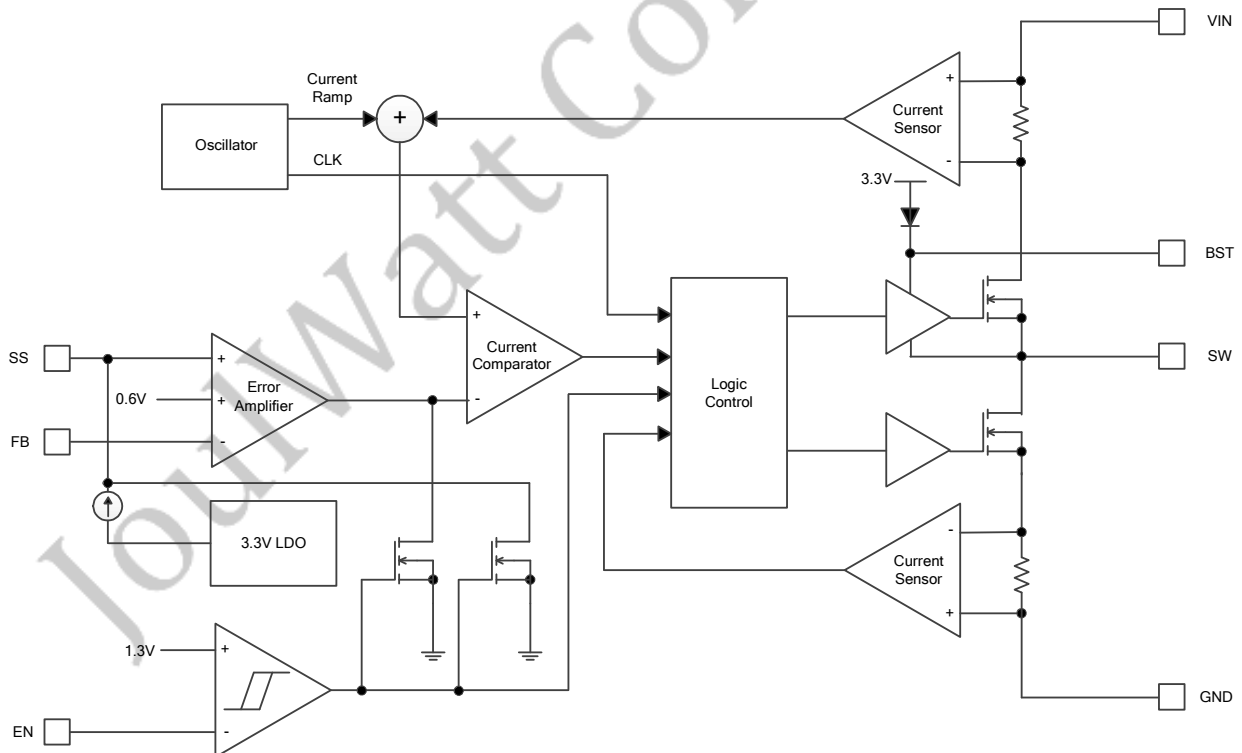 VIN
Current
Ramp
+
Current
Sensor
+
-
Oscillator
CLK
3.3V
BST
+
Current
Comparator
-
SS
+
0.6V
+
Error
Amplifier
FB
-
Logic
Control
SW
3.3V LDO
-
Current
Sensor
+
1.3V
+
EN
-
GND
JoulWatt Co